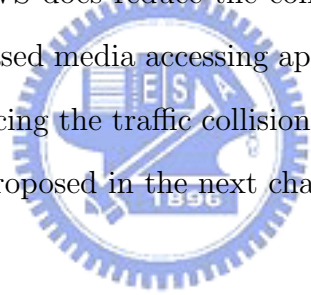 VS does reduce the con
sed media accessing ap
E S A
cing the traffic collision
roposed in the next cha
1896